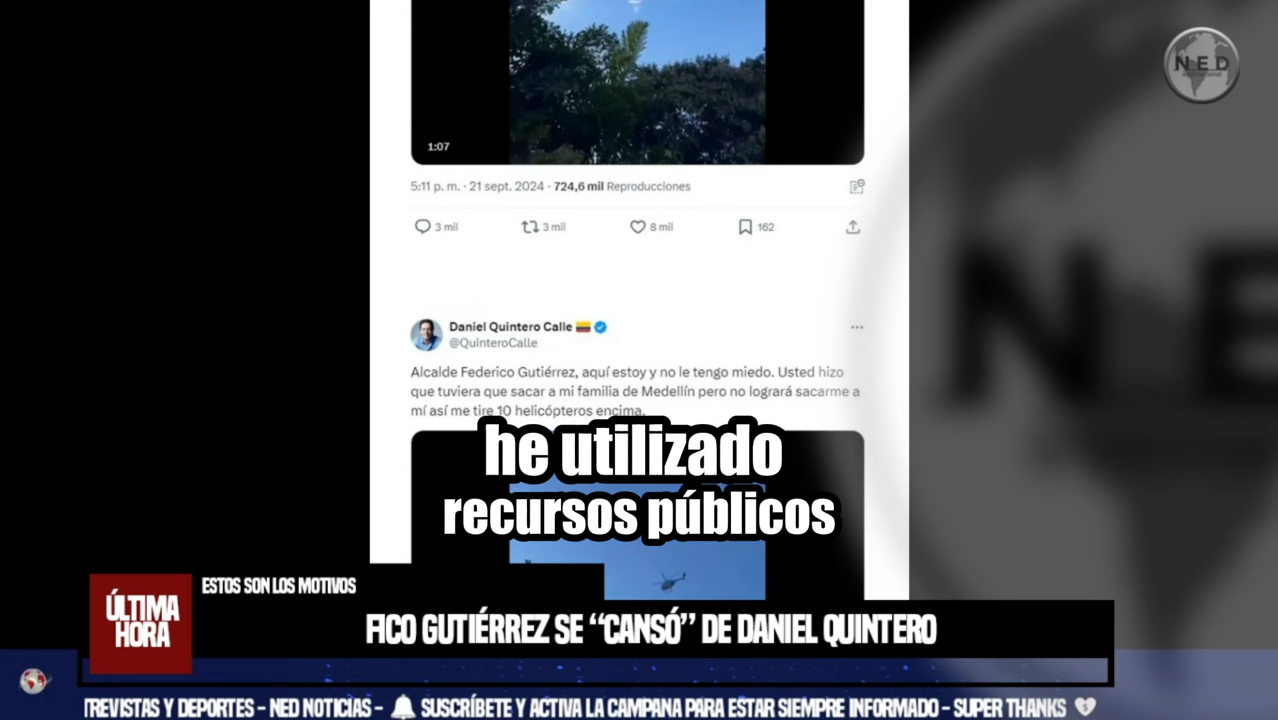 1:07
5:11 p. m. · 21 sept. 2024 · 724,6 mil Reproducciones
3 mil 3 mil 8 mil 162
Daniel Quintero Calle
@QuinteroCalle
Alcalde Federico Gutiérrez, aquí estoy y no le tengo miedo. Usted hizo
que tuviera que sacar a mi familia de Medellín pero no logrará sacarme a
mí así me tire 10 helicópteros encima.
he utilizado
recursos públicos
NED
International
NE
ESTOS SON LOS MOTIVOS
ÚLTIMA
HORA
FICO GUTIÉRREZ SE “CANSÓ” DE DANIEL QUINTERO
TREVISTAS Y DEPORTES – NED NOTICIAS – SUSCRÍBETE Y ACTIVA LA CAMPANA PARA ESTAR SIEMPRE INFORMADO – SUPER THANKS